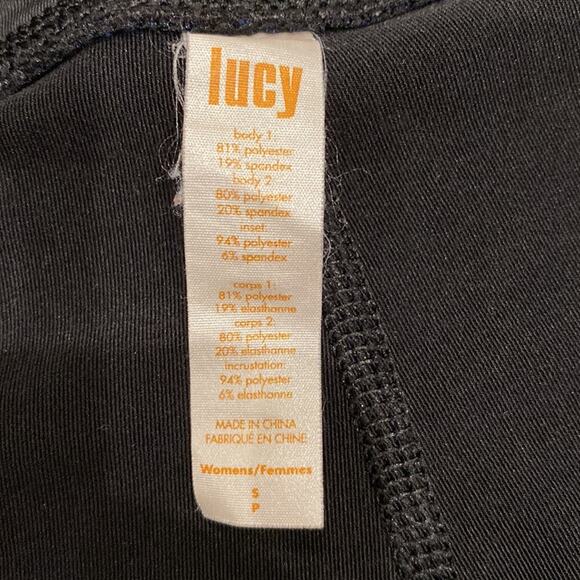 lucy
body 1:
81% polyester
19% spandex
body 2
80% polyester
20% spandex
inset:
94% polyester
6% spandex
corps 1:
81% polyester
19% elasthanne
corps 2:
80% polyester
20% elasthanne
incrustation:
94% polyester
6% elasthanne
MADE IN CHINA
FABRIQUÉ EN CHINE
Womens/Femmes
S
P